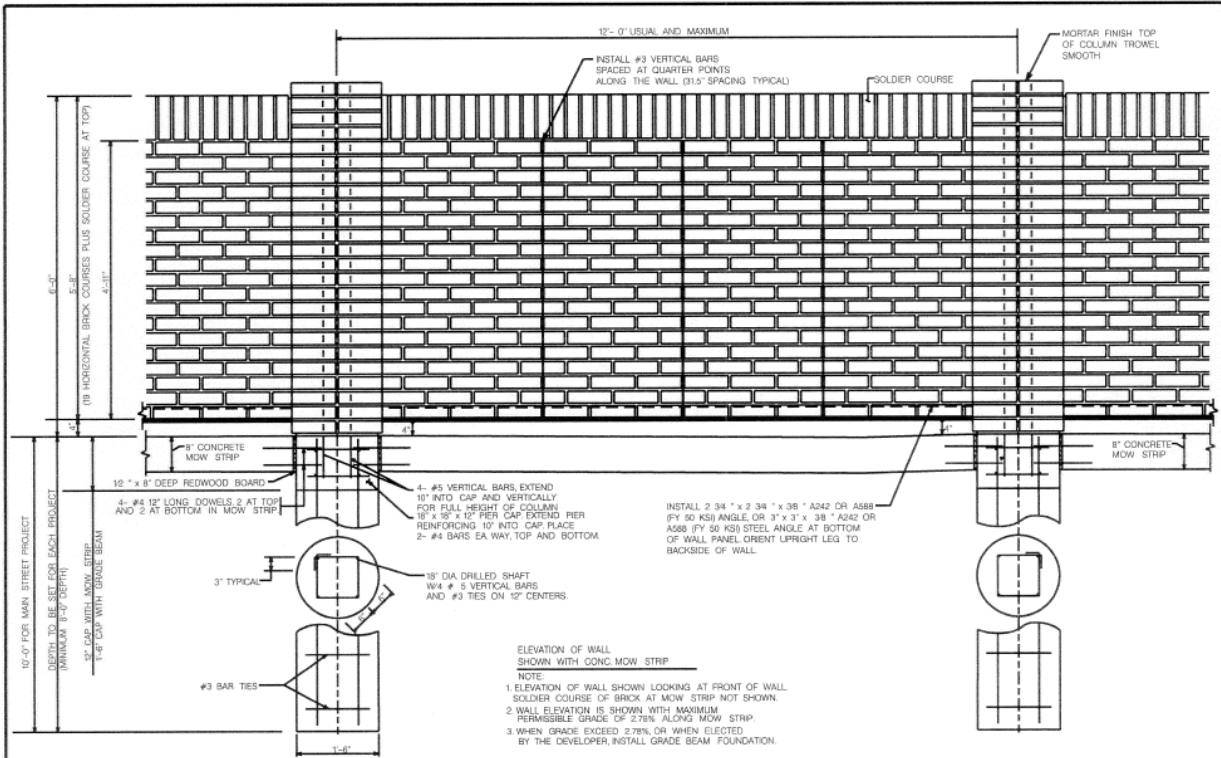 12'- 0" USUAL AND MAXIMUM
MORTAR FINISH TOP
OF COLUMN TROWEL
SMOOTH
INSTALL #3 VERTICAL BARS
SPACED AT QUARTER POINTS
ALONG THE WALL (31.5" SPACING TYPICAL)
SOLDIER COURSE
6'-0"
5'-8"
(19 HORIZONTAL BRICK COURSES PLUS SOLDIER COURSE AT TOP)
4'-11"
4"
4"
4"
8" CONCRETE
MOW STRIP
8" CONCRETE
MOW STRIP
1/2 " x 8" DEEP REDWOOD BOARD
4- #4 12" LONG DOWELS, 2 AT TOP
AND 2 AT BOTTOM IN MOW STRIP.
4- #5 VERTICAL BARS, EXTEND
10" INTO CAP AND VERTICALLY
FOR FULL HEIGHT OF COLUMN
18" x 18" x 12" PIER CAP. EXTEND PIER
REINFORCING 10" INTO CAP. PLACE
2- #4 BARS EA. WAY, TOP AND BOTTOM.
INSTALL 2 3/4 " x 2 3/4 " x 3/8 " A242 OR A588
(FY 50 KSI) ANGLE, OR 3" x 3" x 3/8 " A242 OR
A588 (FY 50 KSI) STEEL ANGLE AT BOTTOM
OF WALL PANEL. ORIENT UPRIGHT LEG TO
BACKSIDE OF WALL.
10'-0" FOR MAIN STREET PROJECT
DEPTH TO BE SET FOR EACH PROJECT
(MINIMUM 8'-0" DEPTH)
12" CAP WITH MOW STRIP
1'-6" CAP WITH GRADE BEAM
3" TYPICAL
18" DIA. DRILLED SHAFT
W/4 # 5 VERTICAL BARS
AND #3 TIES ON 12" CENTERS.
6"
6"
#3 BAR TIES
1'-6"
ELEVATION OF WALL
SHOWN WITH CONC. MOW STRIP
NOTE:
1. ELEVATION OF WALL SHOWN LOOKING AT FRONT OF WALL.
SOLDIER COURSE OF BRICK AT MOW STRIP NOT SHOWN.
2. WALL ELEVATION IS SHOWN WITH MAXIMUM
PERMISSIBLE GRADE OF 2.78% ALONG MOW STRIP.
3. WHEN GRADE EXCEED 2.78%, OR WHEN ELECTED
BY THE DEVELOPER, INSTALL GRADE BEAM FOUNDATION.